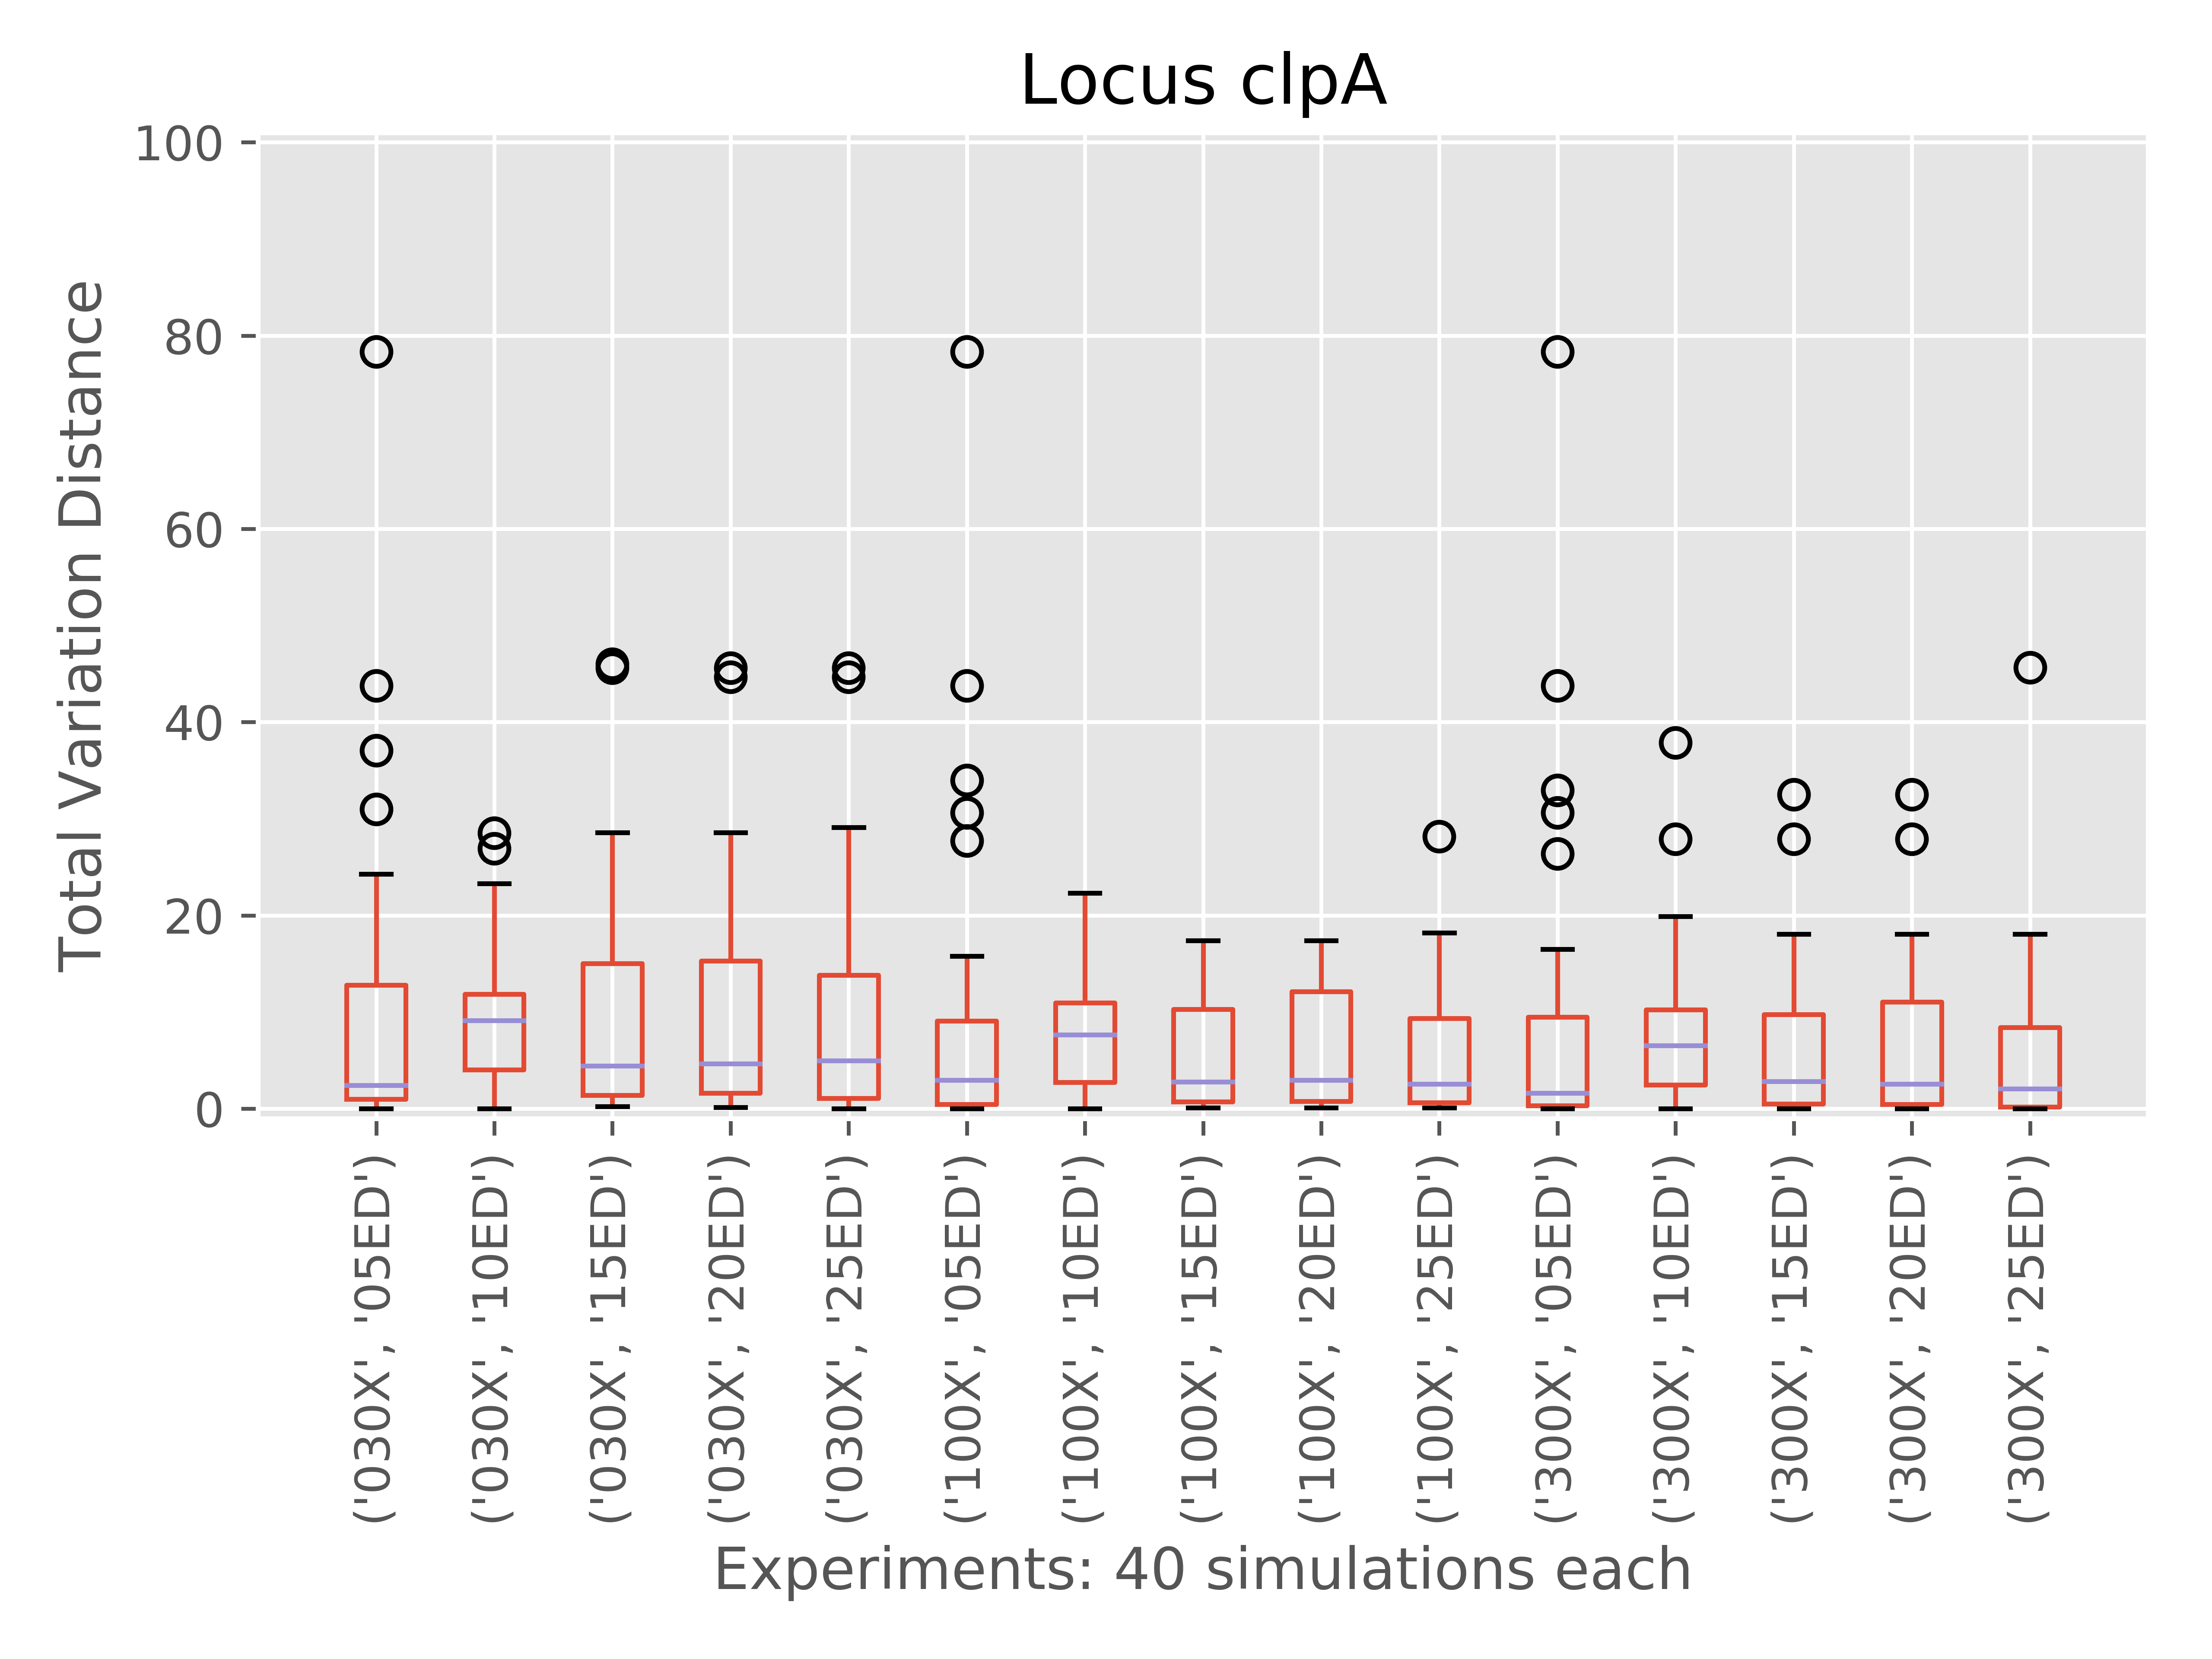 Locus clpA
Total Variation Distance
100
80
60
40
20
0
('030X', '05ED')
('030X', '10ED')
('030X', '15ED')
('030X', '20ED')
('030X', '25ED')
('100X', '05ED')
('100X', '10ED')
('100X', '15ED')
('100X', '20ED')
('100X', '25ED')
('300X', '05ED')
('300X', '10ED')
('300X', '15ED')
('300X', '20ED')
('300X', '25ED')
Experiments: 40 simulations each